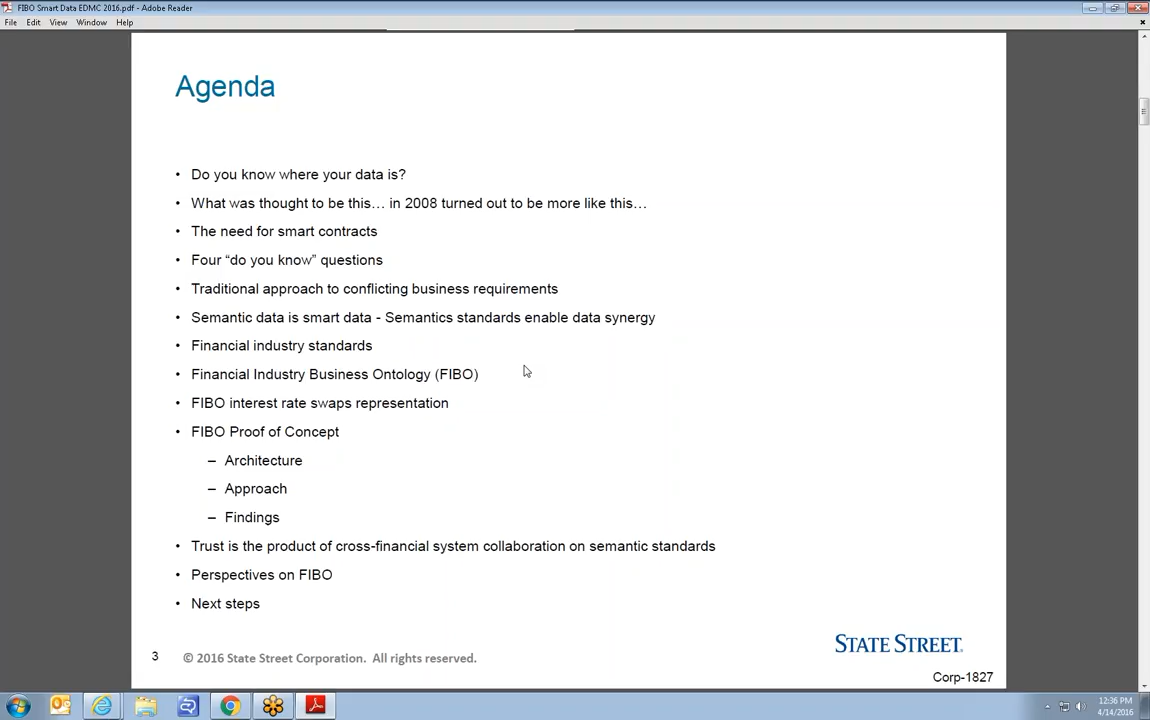 FIBO Smart Data EDMC 2016.pdf - Adobe Reader
File Edit View Window Help
Agenda
• Do you know where your data is?
• What was thought to be this… in 2008 turned out to be more like this…
• The need for smart contracts
• Four “do you know” questions
• Traditional approach to conflicting business requirements
• Semantic data is smart data - Semantics standards enable data synergy
• Financial industry standards
• Financial Industry Business Ontology (FIBO)
• FIBO interest rate swaps representation
• FIBO Proof of Concept
– Architecture
– Approach
– Findings
• Trust is the product of cross-financial system collaboration on semantic standards
• Perspectives on FIBO
• Next steps
STATE STREET.
3 © 2016 State Street Corporation. All rights reserved.
Corp-1827
12:36 PM
4/14/2016